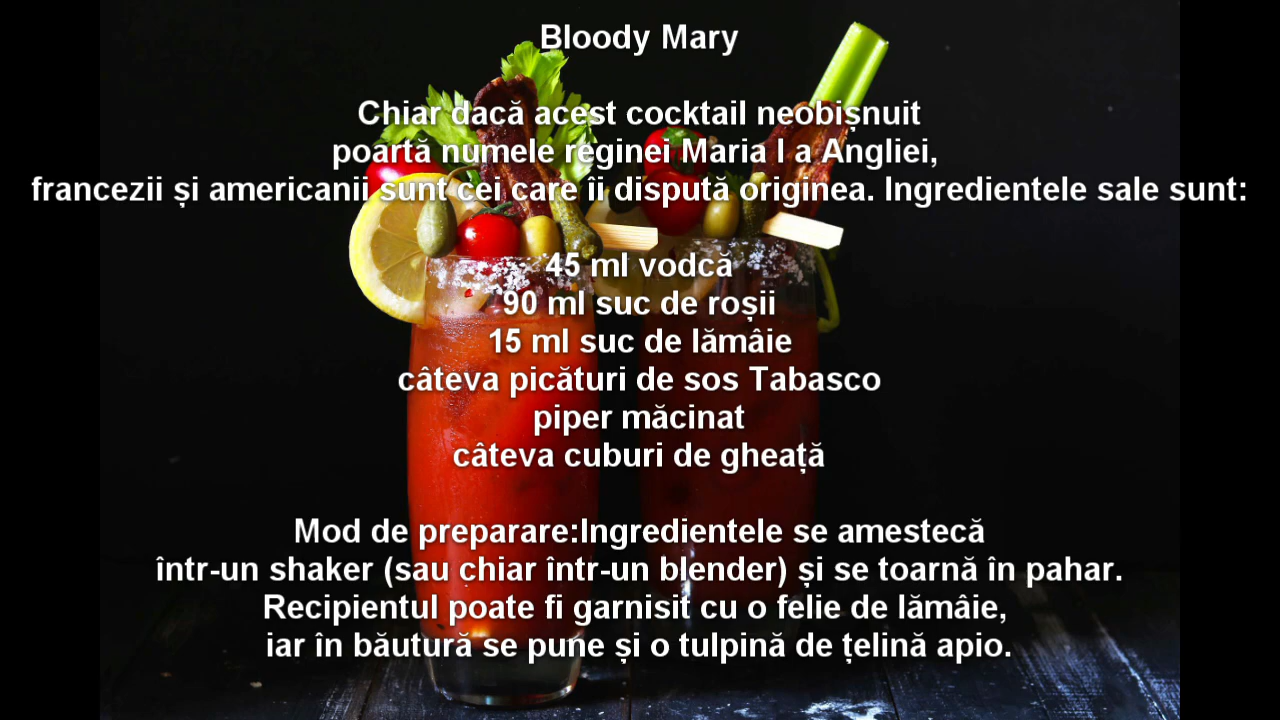 Bloody Mary
Chiar dacă acest cocktail neobișnuit
poartă numele reginei Maria I a Angliei,
francezii și americanii sunt cei care îi dispută originea. Ingredientele sale sunt:
45 ml vodcă
90 ml suc de roșii
15 ml suc de lămâie
câteva picături de sos Tabasco
piper măcinat
câteva cuburi de gheață
Mod de preparare:Ingredientele se amestecă
într-un shaker (sau chiar într-un blender) și se toarnă în pahar.
Recipientul poate fi garnisit cu o felie de lămâie,
iar în băutură se pune și o tulpină de țelină apio.